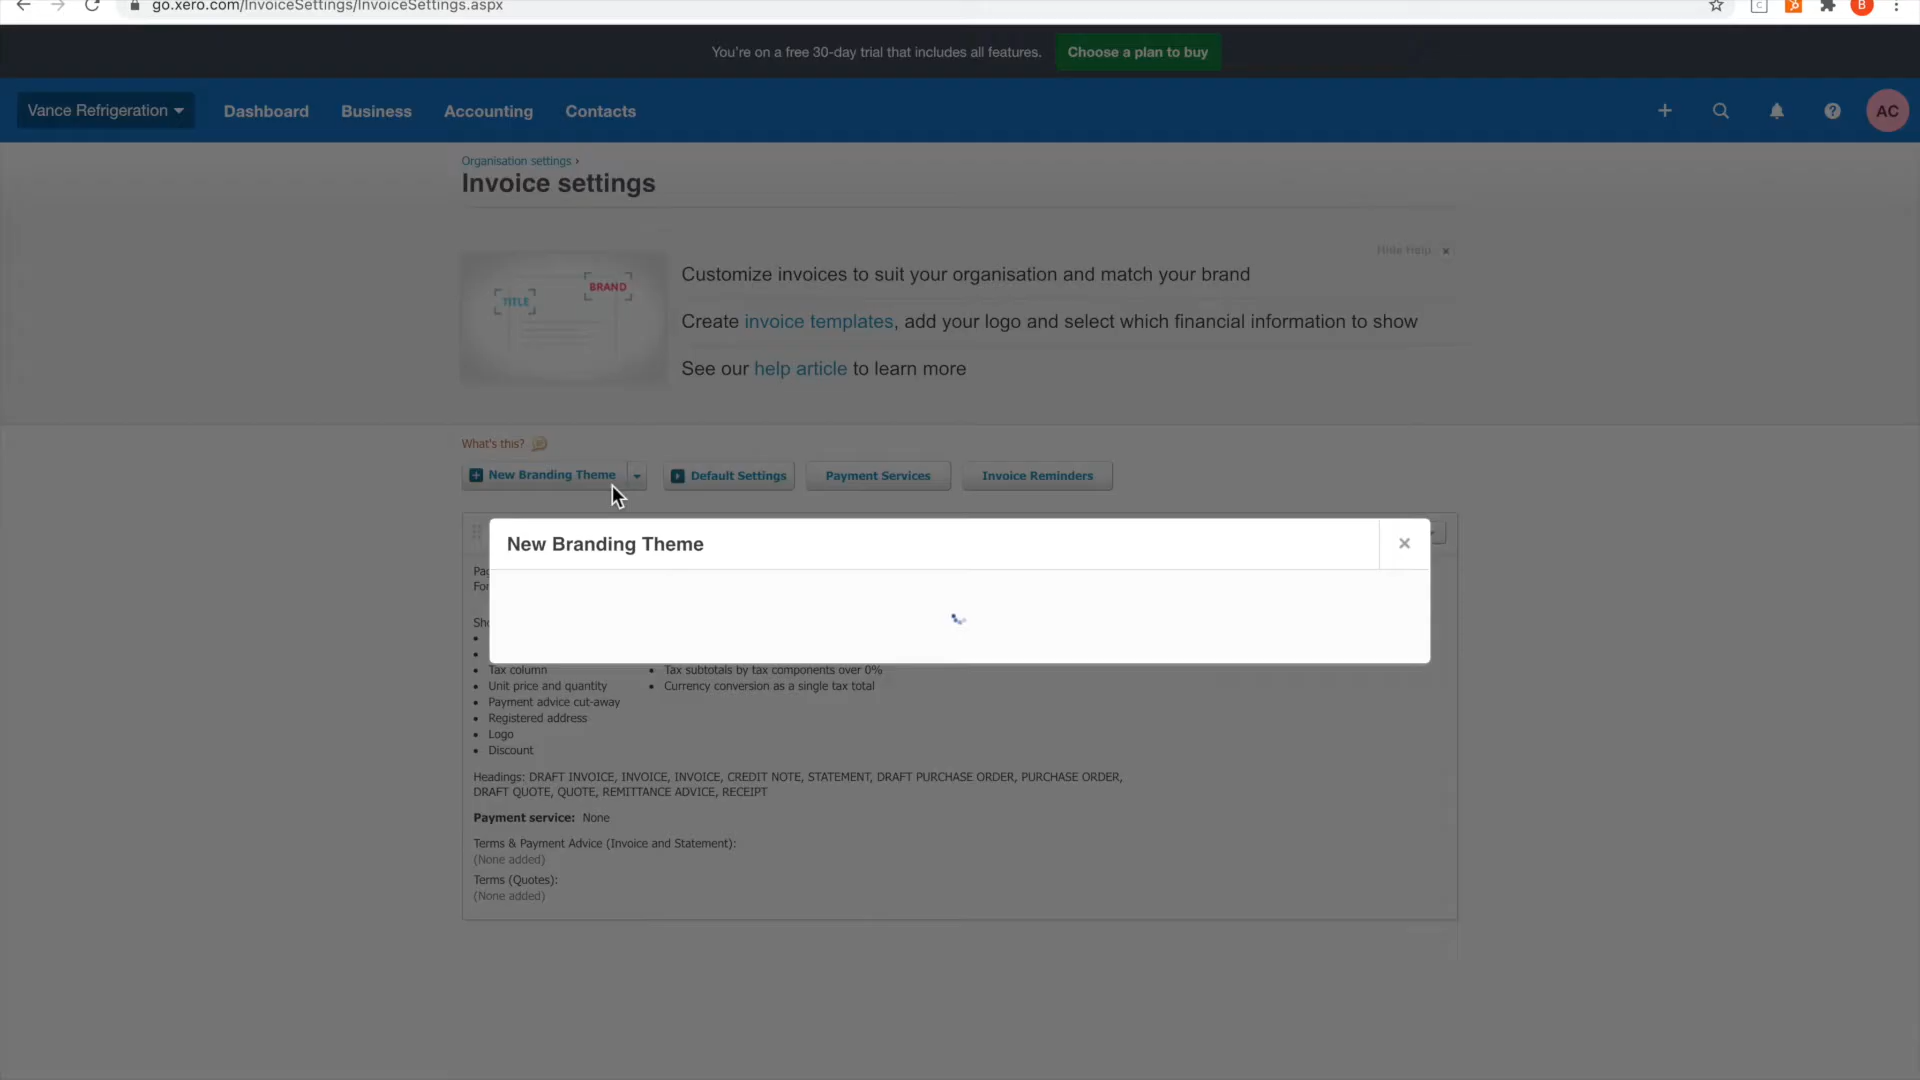 go.xero.com/InvoiceSettings/InvoiceSettings.aspx
B
You're on a free 30-day trial that includes all features. Choose a plan to buy
Vance Refrigeration Dashboard Business Accounting Contacts AC
Organisation settings ›
Invoice settings
Hide Help
TITLE BRAND
Customize invoices to suit your organisation and match your brand
Create invoice templates, add your logo and select which financial information to show
See our help article to learn more
What's this?
New Branding Theme Default Settings Payment Services Invoice Reminders
New Branding Theme
Tax column • Tax subtotals by tax components over 0%
• Unit price and quantity • Currency conversion as a single tax total
• Payment advice cut-away
• Registered address
• Logo
• Discount
Headings: DRAFT INVOICE, INVOICE, INVOICE, CREDIT NOTE, STATEMENT, DRAFT PURCHASE ORDER, PURCHASE ORDER,
DRAFT QUOTE, QUOTE, REMITTANCE ADVICE, RECEIPT
Payment service: None
Terms & Payment Advice (Invoice and Statement):
(None added)
Terms (Quotes):
(None added)